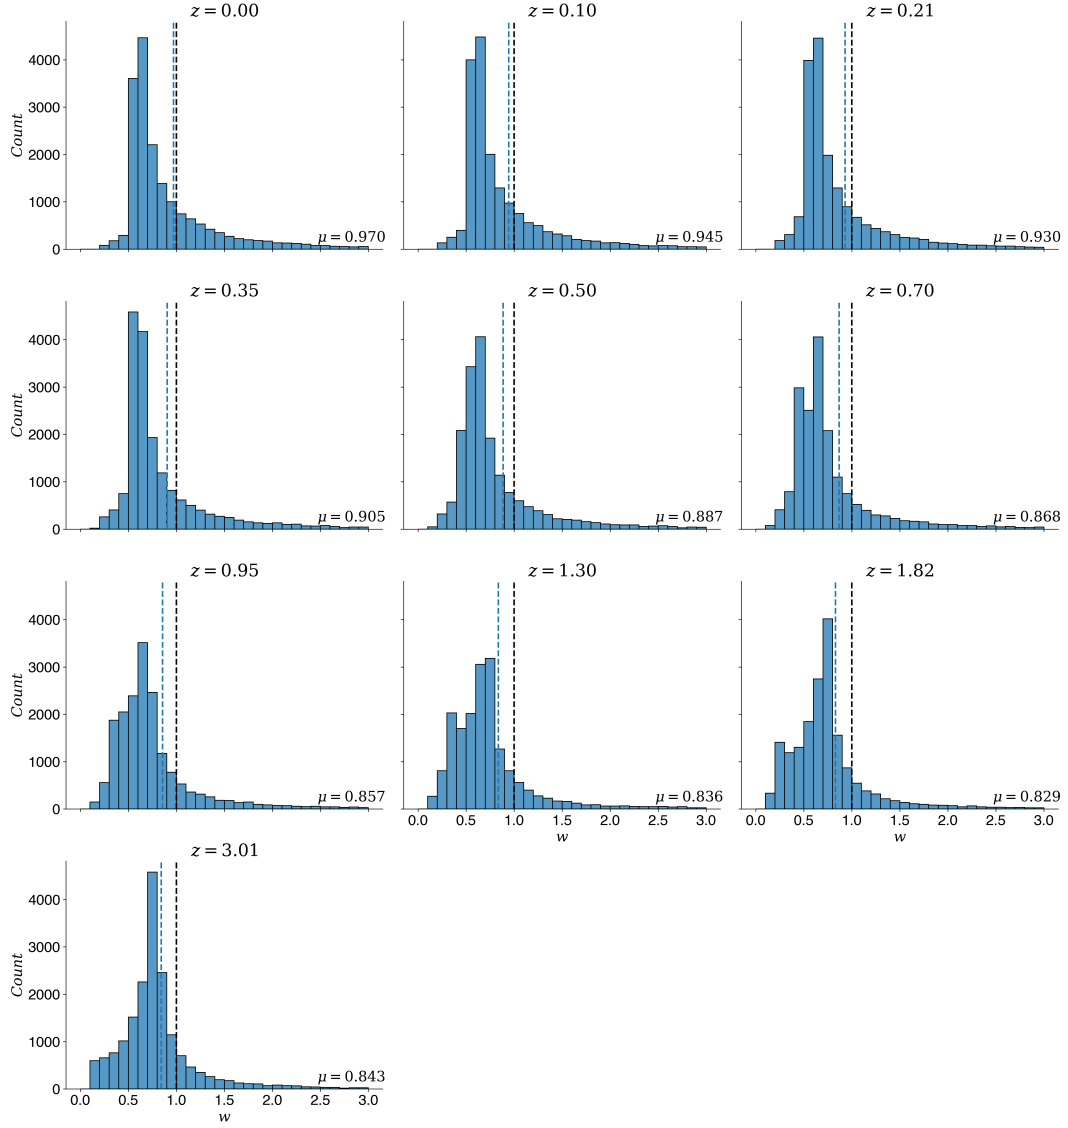 z = 0.00
z = 0.10
z = 0.21
Count
4000
3000
2000
1000
0
μ = 0.970
μ = 0.945
μ = 0.930
z = 0.35
z = 0.50
z = 0.70
Count
4000
3000
2000
1000
0
μ = 0.905
μ = 0.887
μ = 0.868
z = 0.95
z = 1.30
z = 1.82
Count
4000
3000
2000
1000
0
μ = 0.857
μ = 0.836
μ = 0.829
0.0 0.5 1.0 1.5 2.0 2.5 3.0
w
0.0 0.5 1.0 1.5 2.0 2.5 3.0
w
z = 3.01
Count
4000
3000
2000
1000
0
μ = 0.843
0.0 0.5 1.0 1.5 2.0 2.5 3.0
w